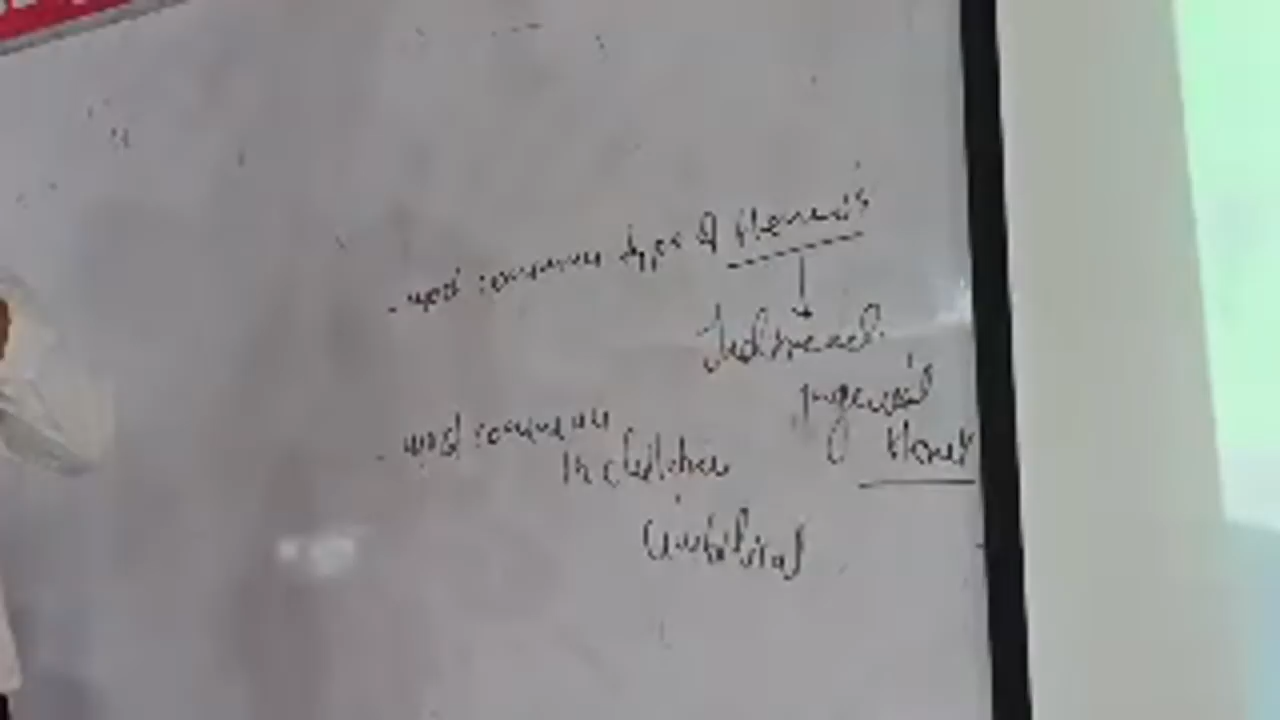 - most common type of Hernia's
Indirect
inguinal
Hernia
- most common
in children
Umbilical